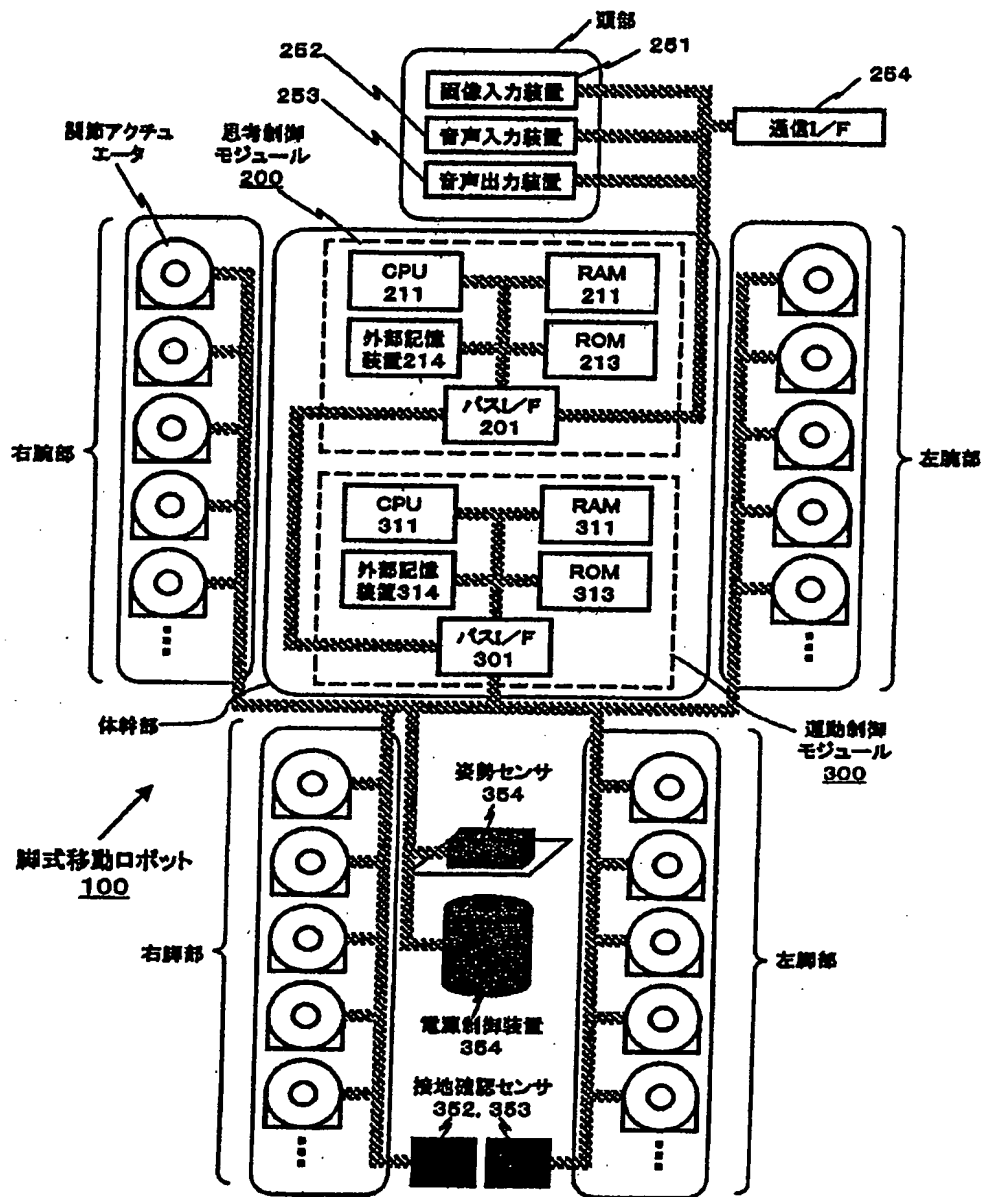 頭部
251
252
画像入力装置
254
253
通信I/F
音声入力装置
関節アクチュ
エータ
思考制御
モジュール
200
音声出力装置
CPU
211
RAM
211
外部記憶
装置214
ROM
213
バスI/F
201
右腕部
左腕部
CPU
311
RAM
311
外部記憶
装置314
ROM
313
バスI/F
301
体幹部
運動制御
モジュール
300
姿勢センサ
354
脚式移動ロボット
100
右脚部
左脚部
電源制御装置
354
接地確認センサ
352, 353